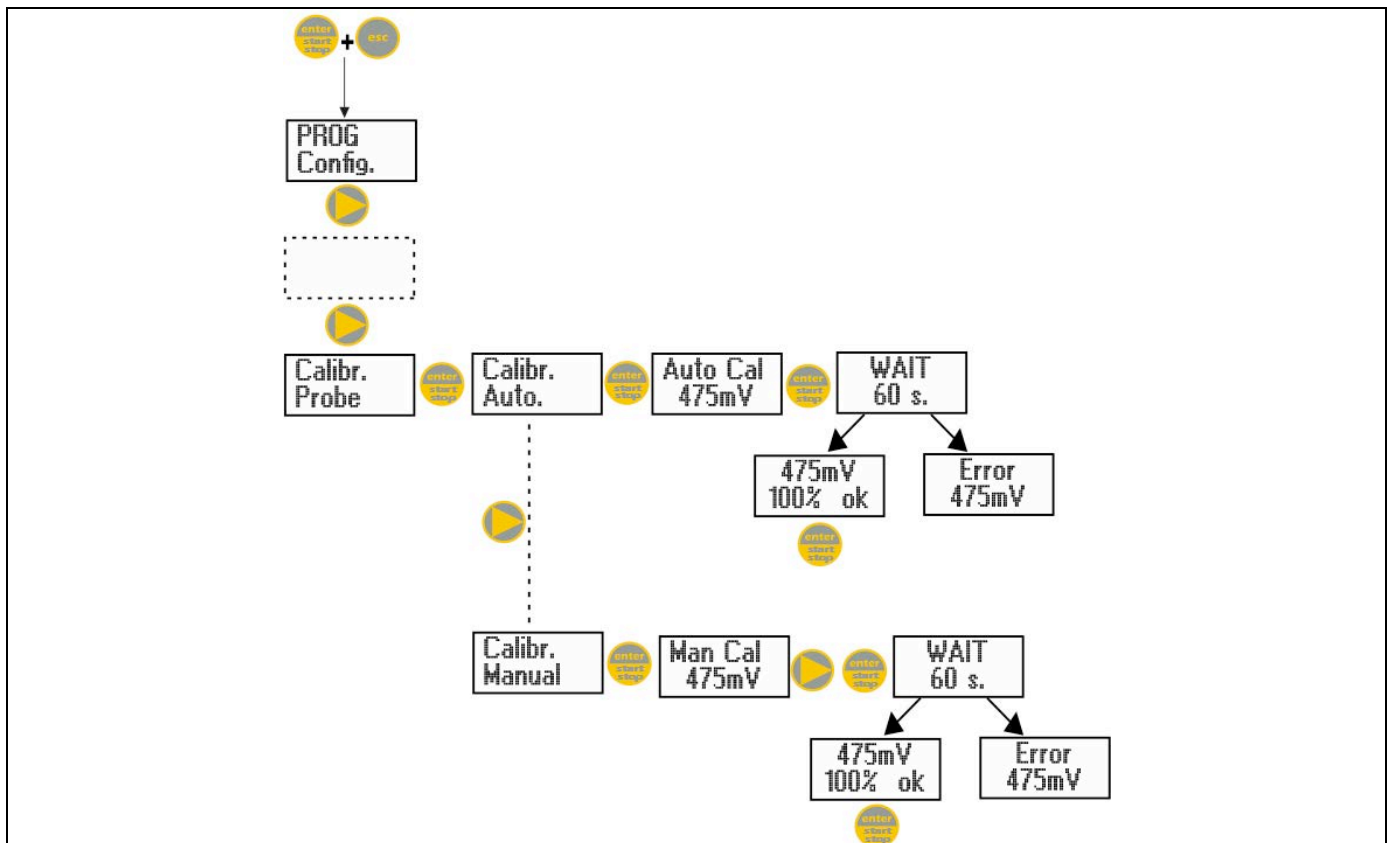 enter
start
stop
+
esc
PROG
Config.
Calibr.
Probe
enter
start
stop
Calibr.
Auto.
enter
start
stop
Auto Cal
475mV
enter
start
stop
WAIT
60 s.
475mV
100% ok
Error
475mV
enter
start
stop
Calibr.
Manual
enter
start
stop
Man Cal
475mV
enter
start
stop
WAIT
60 s.
475mV
100% ok
Error
475mV
enter
start
stop